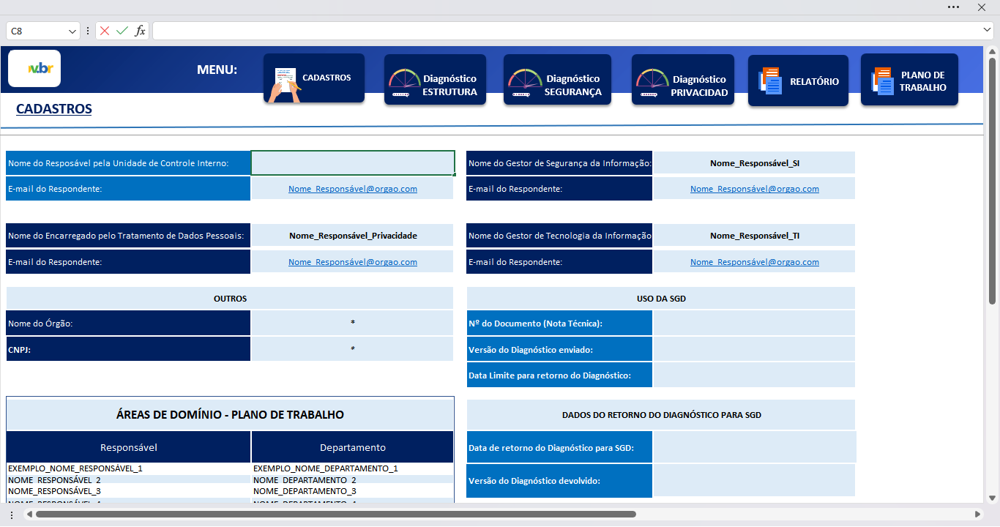 C8
fx
v.br
MENU:
CADASTROS
Diagnóstico
ESTRUTURA
Diagnóstico
SEGURANÇA
Diagnóstico
PRIVACIDAD
RELATÓRIO
PLANO DE
TRABALHO
CADASTROS
Nome do Resposável pela Unidade de Controle Interno:
Nome do Gestor de Segurança da Informação:
Nome_Responsável_SI
E-mail do Respondente:
Nome_Responsável@orgao.com
E-mail do Respondente:
Nome_Responsável@orgao.com
Nome do Encarregado pelo Tratamento de Dados Pessoais:
Nome_Responsável_Privacidade
Nome do Gestor de Tecnologia da Informação
Nome_Responsável_TI
E-mail do Respondente:
Nome_Responsável@orgao.com
E-mail do Respondente:
Nome_Responsável@orgao.com
OUTROS
USO DA SGD
Nome do Órgão:
*
Nº do Documento (Nota Técnica):
CNPJ:
*
Versão do Diagnóstico enviado:
Data Limite para retorno do Diagnóstico:
ÁREAS DE DOMÍNIO - PLANO DE TRABALHO
DADOS DO RETORNO DO DIAGNÓSTICO PARA SGD
Responsável
Departamento
Data de retorno do Diagnóstico para SGD:
EXEMPLO_NOME_RESPONSÁVEL_1
EXEMPLO_NOME_DEPARTAMENTO_1
NOME_RESPONSÁVEL_2
NOME_DEPARTAMENTO_2
Versão do Diagnóstico devolvido:
NOME_RESPONSÁVEL_3
NOME_DEPARTAMENTO_3